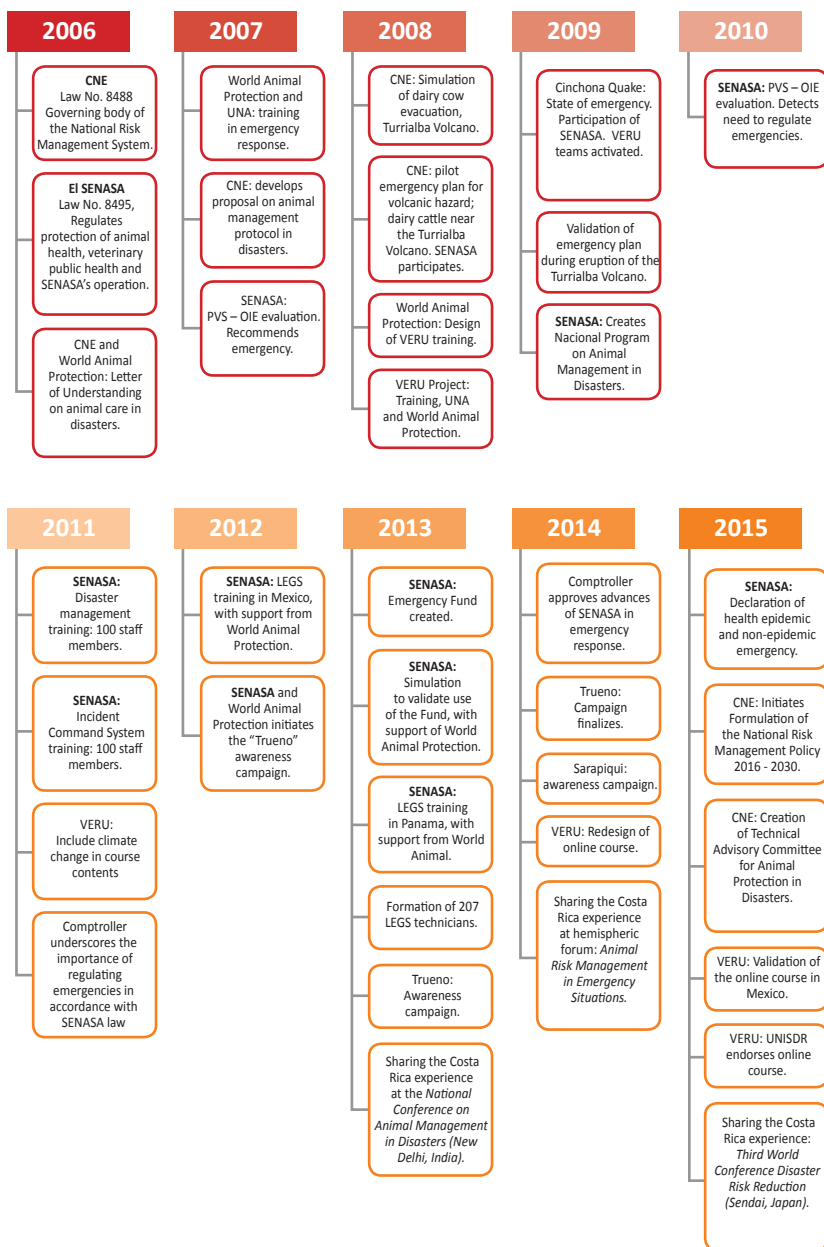 2006
CNE
Law No. 8488
Governing body of
the National Risk
Management System.
El SENASA
Law No. 8495,
Regulates
protection of animal
health, veterinary
public health and
SENASA's operation.
CNE and
World Animal
Protection: Letter
of Understanding
on animal care in
disasters.
2007
World Animal
Protection and
UNA: training
in emergency
response.
CNE: develops
proposal on animal
management
protocol in
disasters.
SENASA:
PVS – OIE evaluation.
Recommends
emergency.
2008
CNE: Simulation
of dairy cow
evacuation,
Turrialba Volcano.
CNE: pilot
emergency plan for
volcanic hazard;
dairy cattle near
the Turrialba
Volcano. SENASA
participates.
World Animal
Protection: Design
of VERU training.
VERU Project:
Training, UNA
and World Animal
Protection.
2009
Cinchona Quake:
State of emergency.
Participation of
SENASA. VERU
teams activated.
Validation of
emergency plan
during eruption of the
Turrialba Volcano.
SENASA: Creates
Nacional Program
on Animal
Management in
Disasters.
2010
SENASA: PVS – OIE
evaluation. Detects
need to regulate
emergencies.
2011
SENASA:
Disaster
management
training: 100 staff
members.
SENASA:
Incident
Command System
training: 100 staff
members.
VERU:
Include climate
change in course
contents
Comptroller
underscores the
importance of
regulating
emergencies in
accordance with
SENASA law
2012
SENASA: LEGS
training in Mexico,
with support from
World Animal
Protection.
SENASA and
World Animal
Protection initiates
the "Trueno"
awareness
campaign.
2013
SENASA:
Emergency Fund
created.
SENASA:
Simulation
to validate use
of the Fund, with
support of World
Animal Protection.
SENASA:
LEGS training
in Panama, with
support from World
Animal.
Formation of 207
LEGS technicians.
Trueno:
Awareness
campaign.
Sharing the Costa
Rica experience
at the National
Conference on
Animal Management
in Disasters (New
Delhi, India).
2014
Comptroller
approves advances
of SENASA in
emergency
response.
Trueno:
Campaign
finalizes.
Sarapiqui:
awareness campaign.
VERU: Redesign of
online course.
Sharing the Costa
Rica experience
at hemispheric
forum: Animal
Risk Management
in Emergency
Situations.
2015
SENASA:
Declaration of
health epidemic
and non-epidemic
emergency.
CNE: Initiates
Formulation of
the National Risk
Management Policy
2016 - 2030.
CNE: Creation
of Technical
Advisory Committee
for Animal
Protection in
Disasters.
VERU: Validation of
the online course in
Mexico.
VERU: UNISDR
endorses online
course.
Sharing the Costa
Rica experience:
Third World
Conference Disaster
Risk Reduction
(Sendai, Japan).